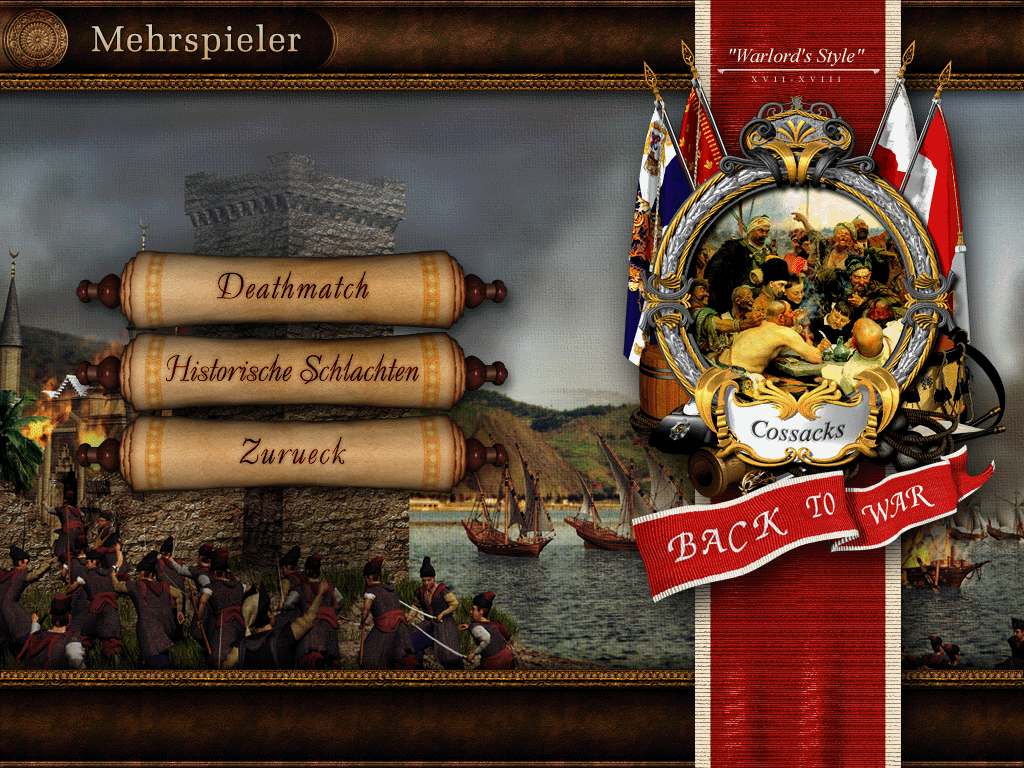 Mehrspieler
"Warlord's Style"
XVII-XVIII
Deathmatch
Historische Schlachten
Zurueck
Cossacks
BACK TO WAR